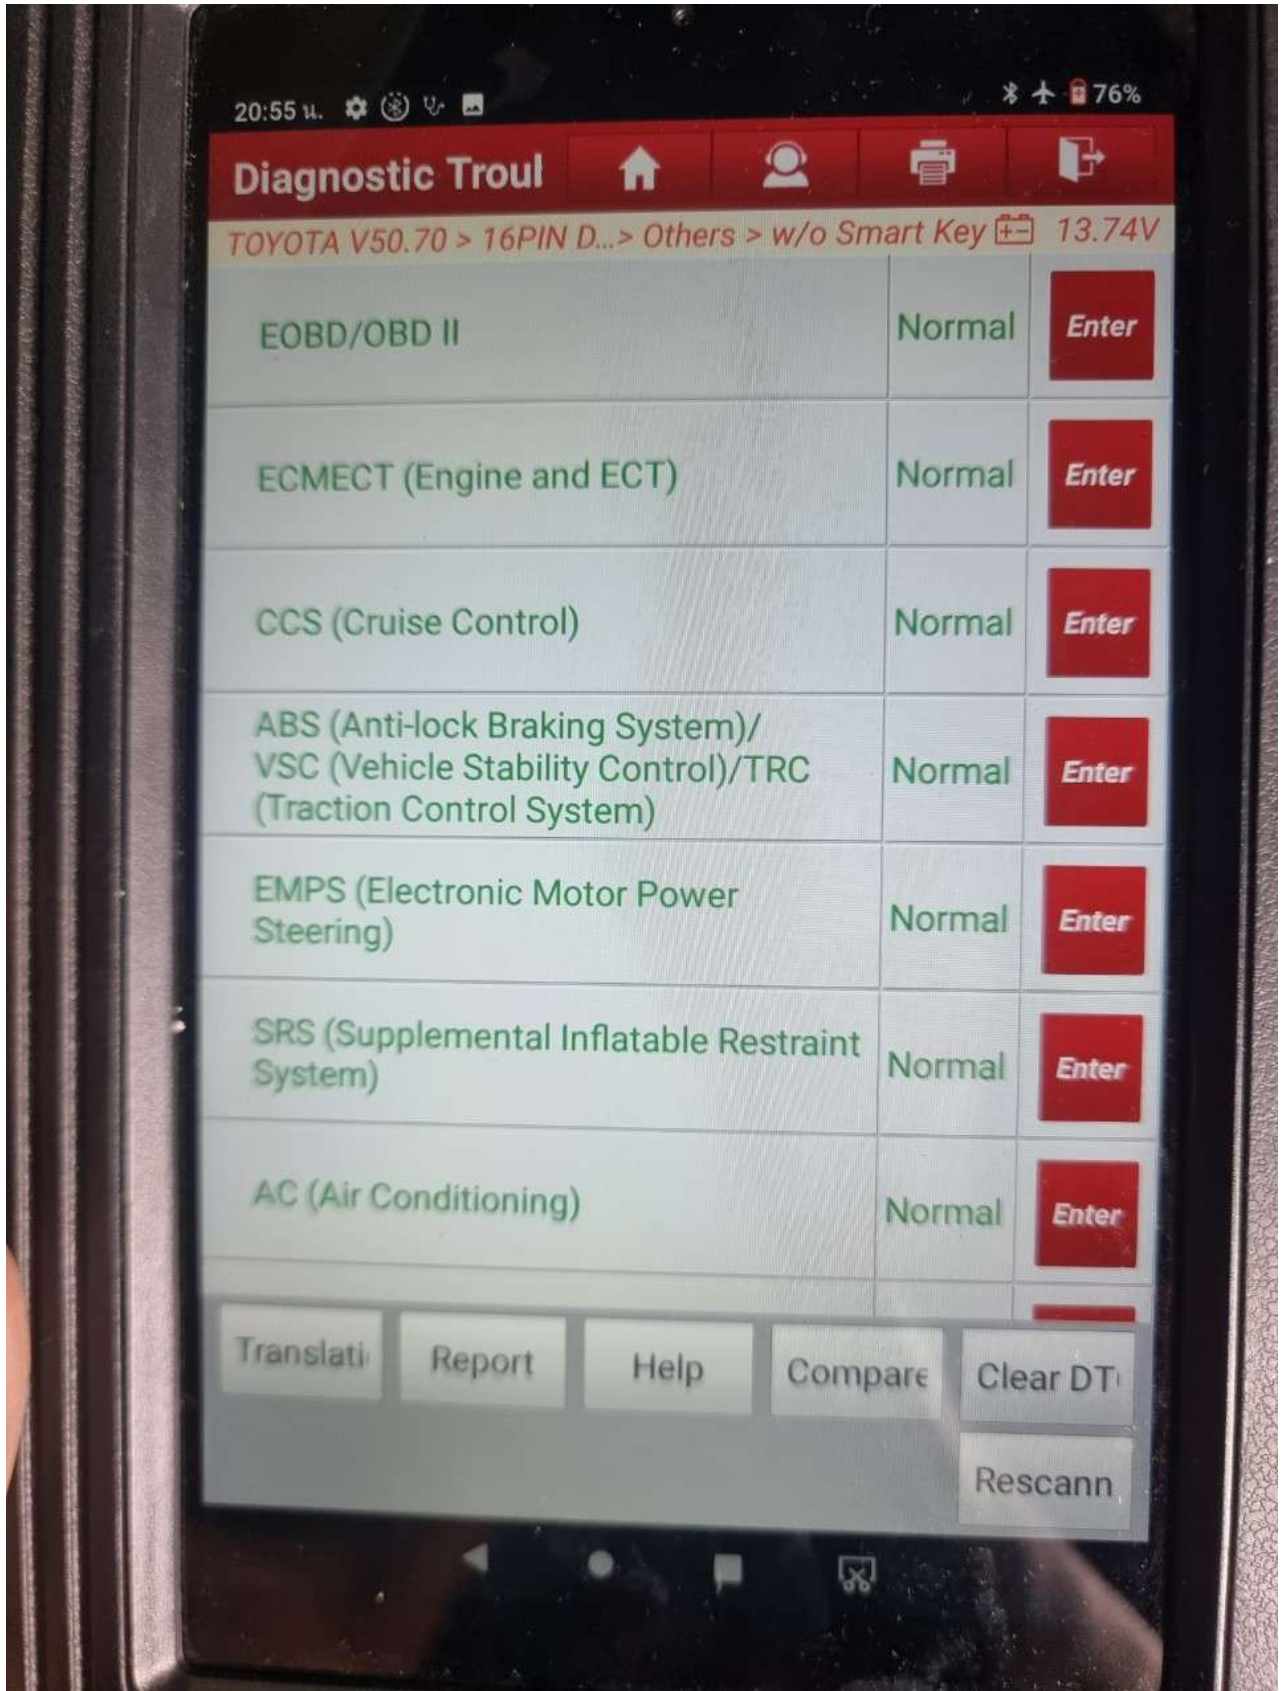 20:55 น.
76%
Diagnostic Troul
TOYOTA V50.70 > 16PIN D...> Others > w/o Smart Key 13.74V
EOBD/OBD II Normal Enter
ECMECT (Engine and ECT) Normal Enter
CCS (Cruise Control) Normal Enter
ABS (Anti-lock Braking System)/
VSC (Vehicle Stability Control)/TRC Normal Enter
(Traction Control System)
EMPS (Electronic Motor Power
Steering) Normal Enter
SRS (Supplemental Inflatable Restraint
System) Normal Enter
AC (Air Conditioning) Normal Enter
Translati Report Help Compare Clear DT
Rescann